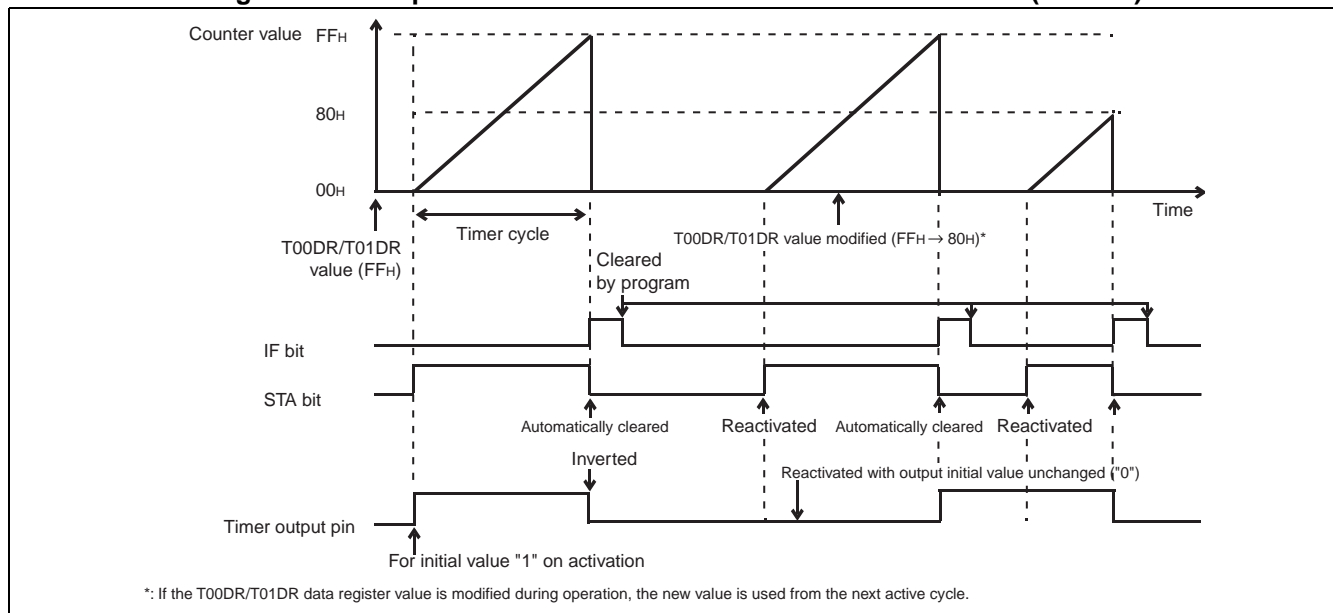 Counter value FFH
80H
00H
Time
Timer cycle
T00DR/T01DR value modified (FFH → 80H)*
T00DR/T01DR
value (FFH)
Cleared
by program
IF bit
STA bit
Automatically cleared
Reactivated
Automatically cleared
Reactivated
Inverted
Reactivated with output initial value unchanged ("0")
Timer output pin
For initial value "1" on activation
*: If the T00DR/T01DR data register value is modified during operation, the new value is used from the next active cycle.